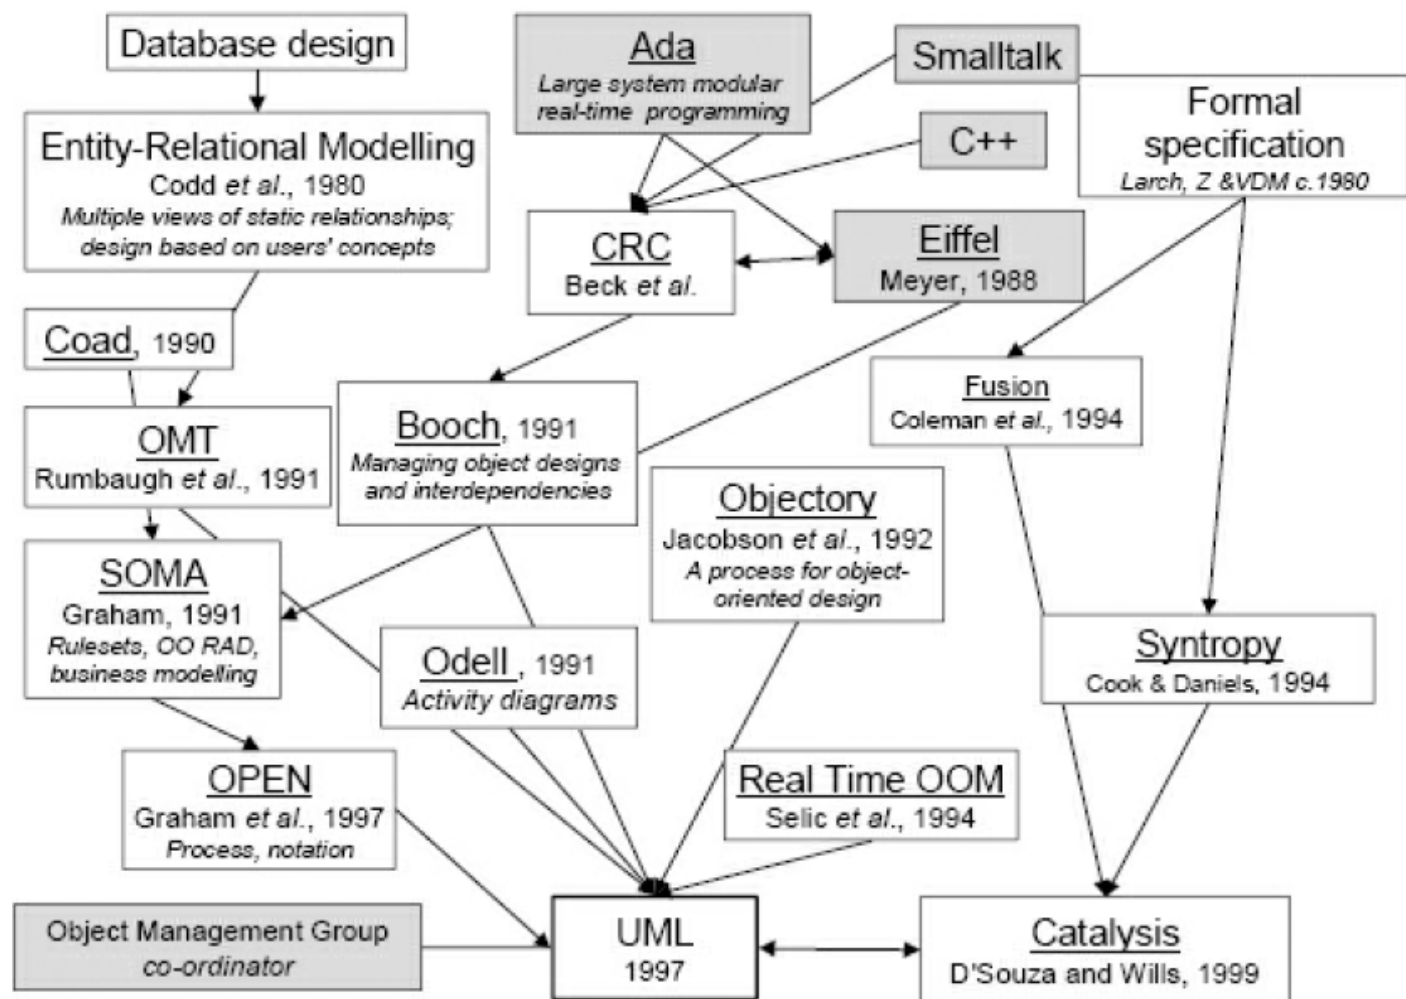 Database design
Ada
Large system modular
real-time programming
Smalltalk
Formal
specification
Larch, Z &VDM c.1980
C++
Entity-Relational Modelling
Codd et al., 1980
Multiple views of static relationships;
design based on users' concepts
CRC
Beck et al.
Eiffel
Meyer, 1988
Coad, 1990
Fusion
Coleman et al., 1994
OMT
Rumbaugh et al., 1991
Booch, 1991
Managing object designs
and interdependencies
Objectory
Jacobson et al., 1992
A process for object-
oriented design
SOMA
Graham, 1991
Rulesets, OO RAD,
business modelling
Odell , 1991
Activity diagrams
Syntropy
Cook & Daniels, 1994
OPEN
Graham et al., 1997
Process, notation
Real Time OOM
Selic et al., 1994
Object Management Group
co-ordinator
UML
1997
Catalysis
D'Souza and Wills, 1999